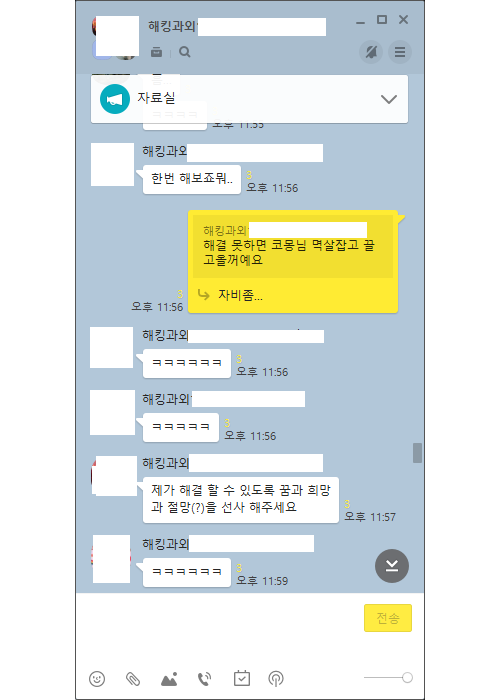 해킹과외
자료실
ㅋㅋㅋㅋ
오후 11:55
해킹과외
한번 해보죠뭐..
3
오후 11:56
해킹과외
해결 못하면 코몽님 멱살잡고 끌
고올꺼예요
자비좀...
3
오후 11:56
해킹과외
ㅋㅋㅋㅋㅋㅋ
3
오후 11:56
해킹과외
ㅋㅋㅋㅋㅋ
3
오후 11:56
해킹과외
제가 해결 할 수 있도록 꿈과 희망
과 절망(?)을 선사 해주세요
3
오후 11:57
해킹과외
ㅋㅋㅋㅋㅋㅋ
3
오후 11:59
전송